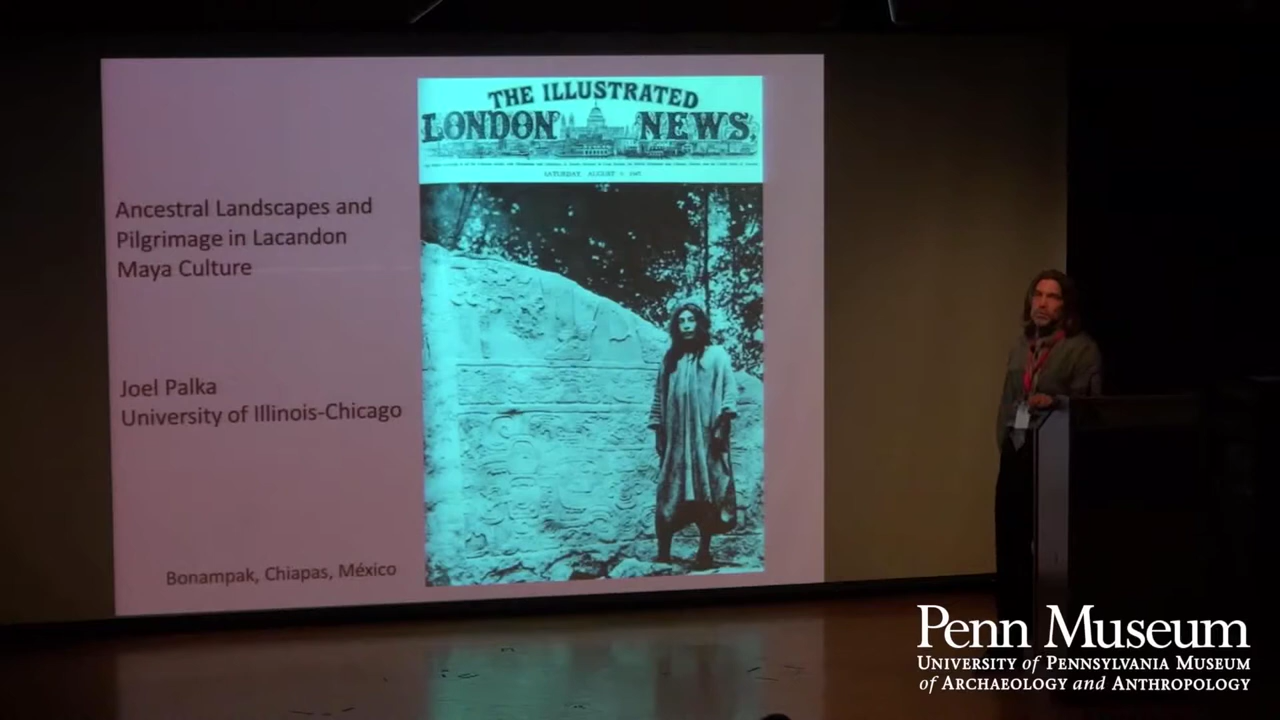 THE ILLUSTRATED
LONDON NEWS,
SATURDAY, AUGUST
Ancestral Landscapes and
Pilgrimage in Lacandon
Maya Culture
Joel Palka
University of Illinois-Chicago
Bonampak, Chiapas, México
Penn Museum
UNIVERSITY of PENNSYLVANIA MUSEUM
of ARCHAEOLOGY and ANTHROPOLOGY